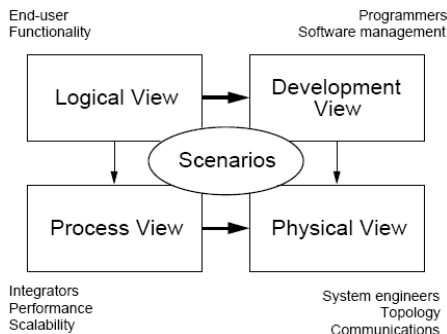 End-user
Functionality
Programmers
Software management
Logical View
Development
View
Scenarios
Process View
Physical View
Integrators
Performance
Scalability
System engineers
Topology
Communications